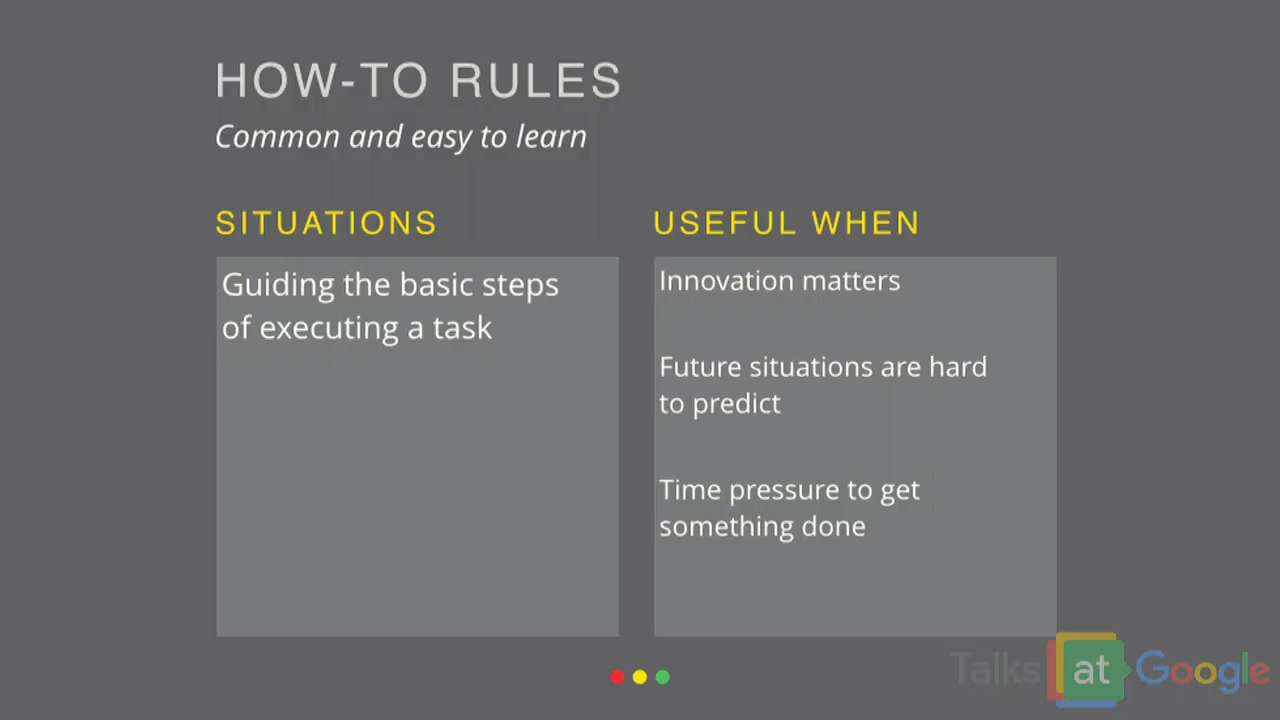 HOW-TO RULES
Common and easy to learn
SITUATIONS
Guiding the basic steps
of executing a task
USEFUL WHEN
Innovation matters
Future situations are hard
to predict
Time pressure to get
something done
Talks at Google